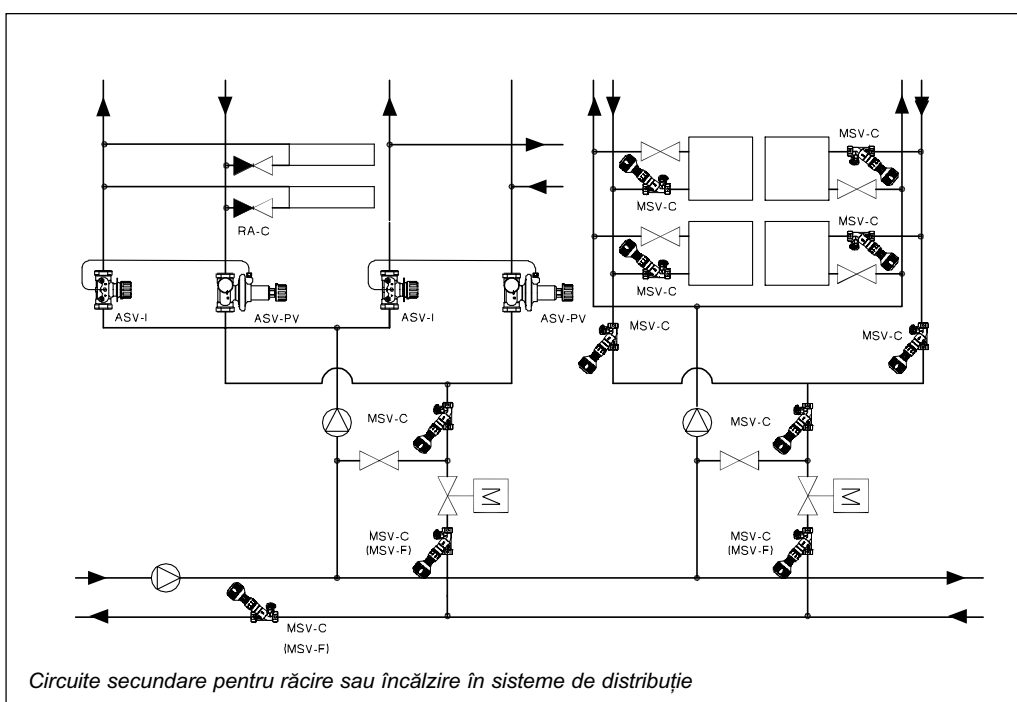 MSV-C
MSV-C
RA-C
MSV-C
MSV-C
ASV-I
ASV-PV
ASV-I
ASV-PV
MSV-C
MSV-C
MSV-C
MSV-C
M
M
MSV-C
(MSV-F)
MSV-C
(MSV-F)
MSV-C
(MSV-F)
Circuite secundare pentru răcire sau încălzire în sisteme de distribuție